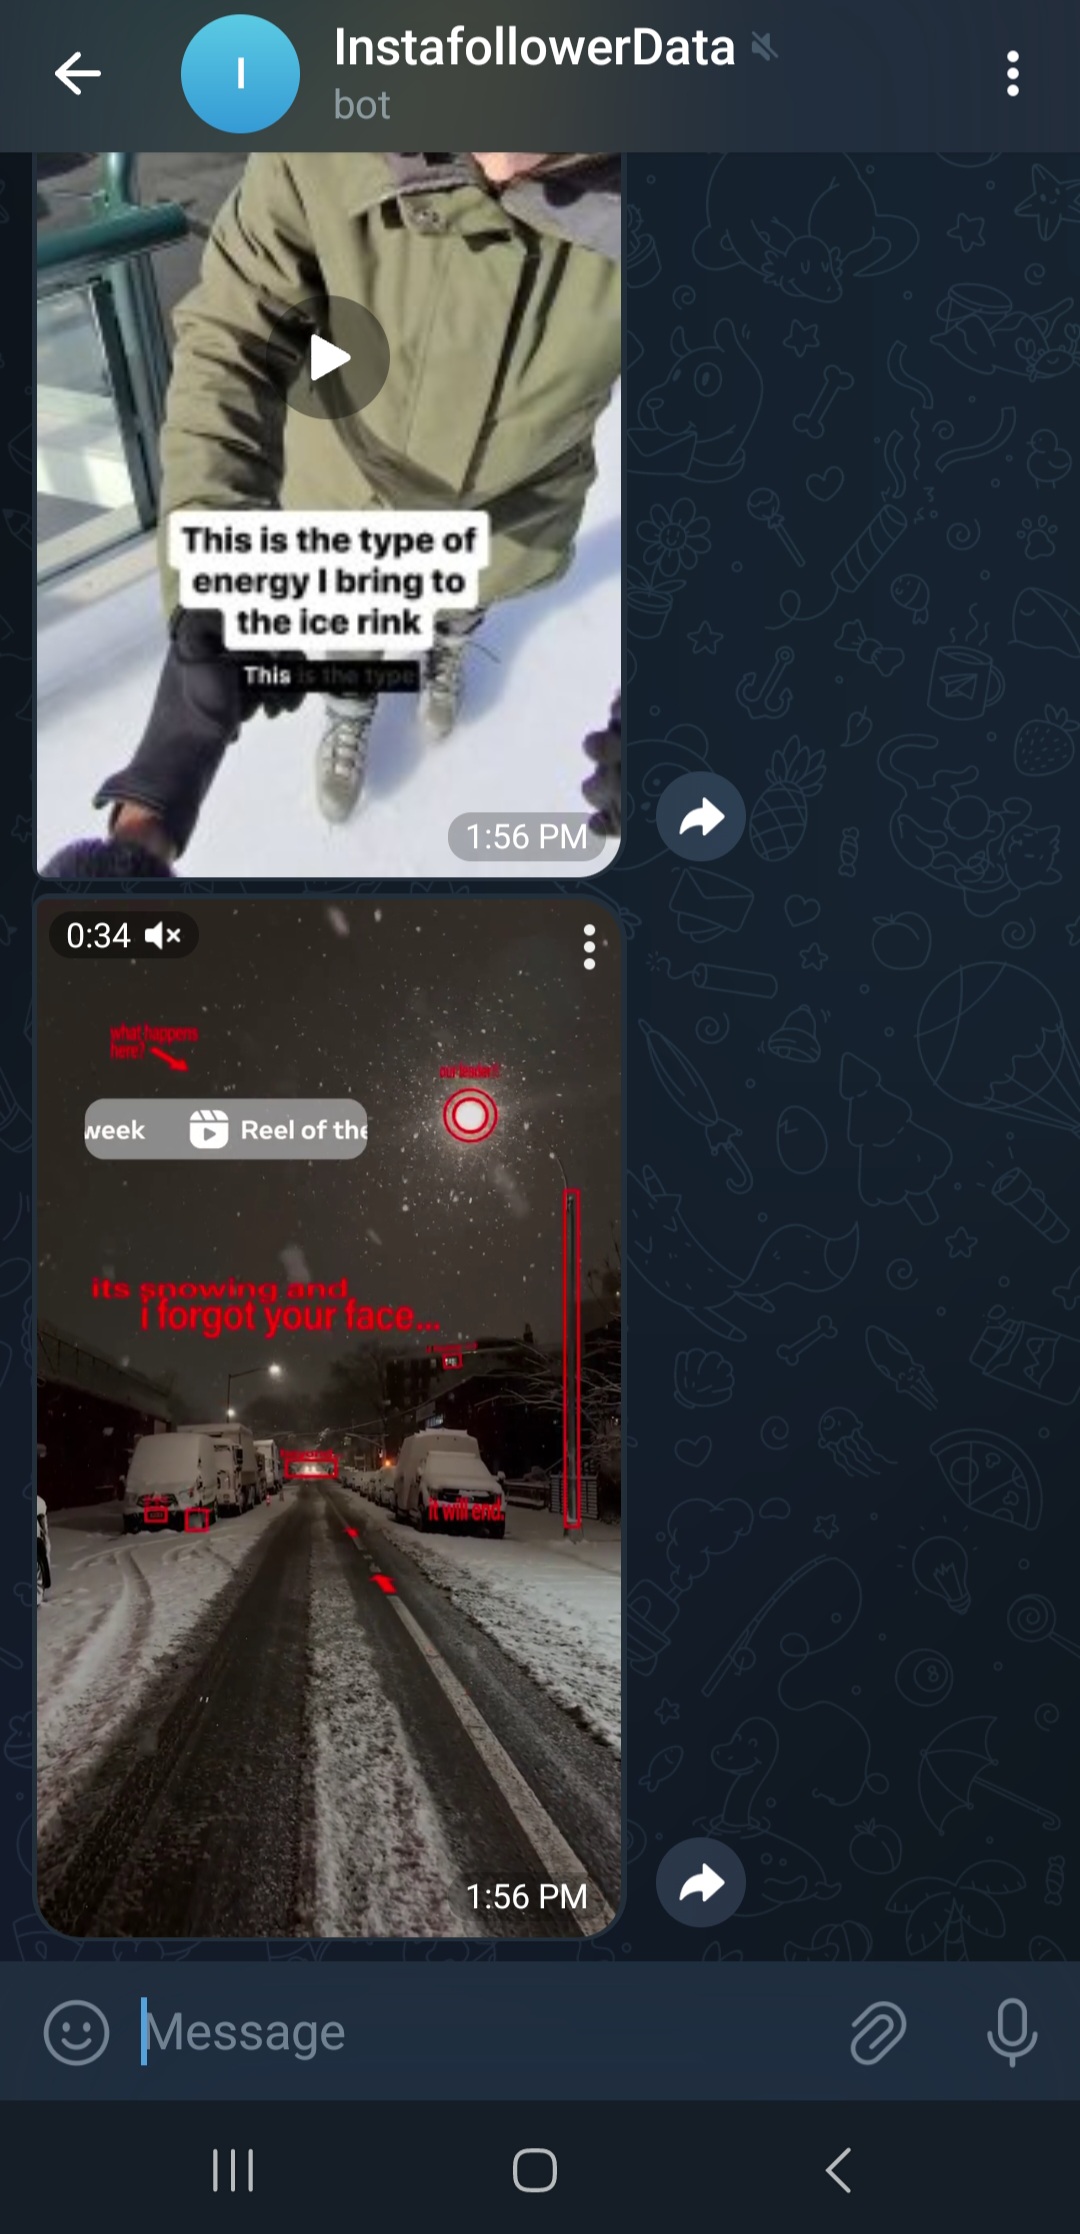 I
InstafollowerData
bot
This is the type of
energy I bring to
the ice rink
This is the type
1:56 PM
0:34
what happens
here?
our leader?
week
Reel of the
its snowing and
i forgot your face...
it will end.
1:56 PM
Message